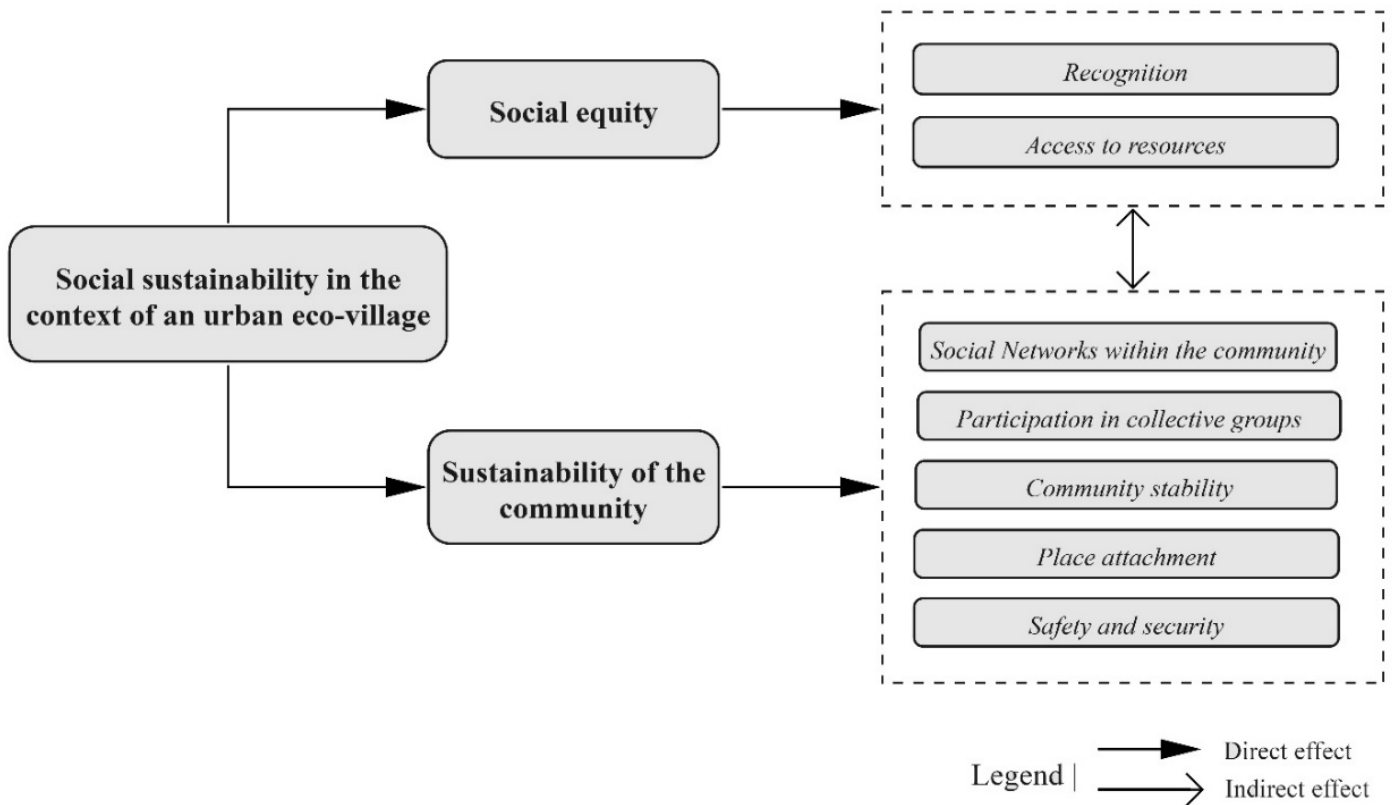 Social sustainability in the
context of an urban eco-village
Social equity
Recognition
Access to resources
Sustainability of the
community
Social Networks within the community
Participation in collective groups
Community stability
Place attachment
Safety and security
Legend |
Direct effect
Indirect effect